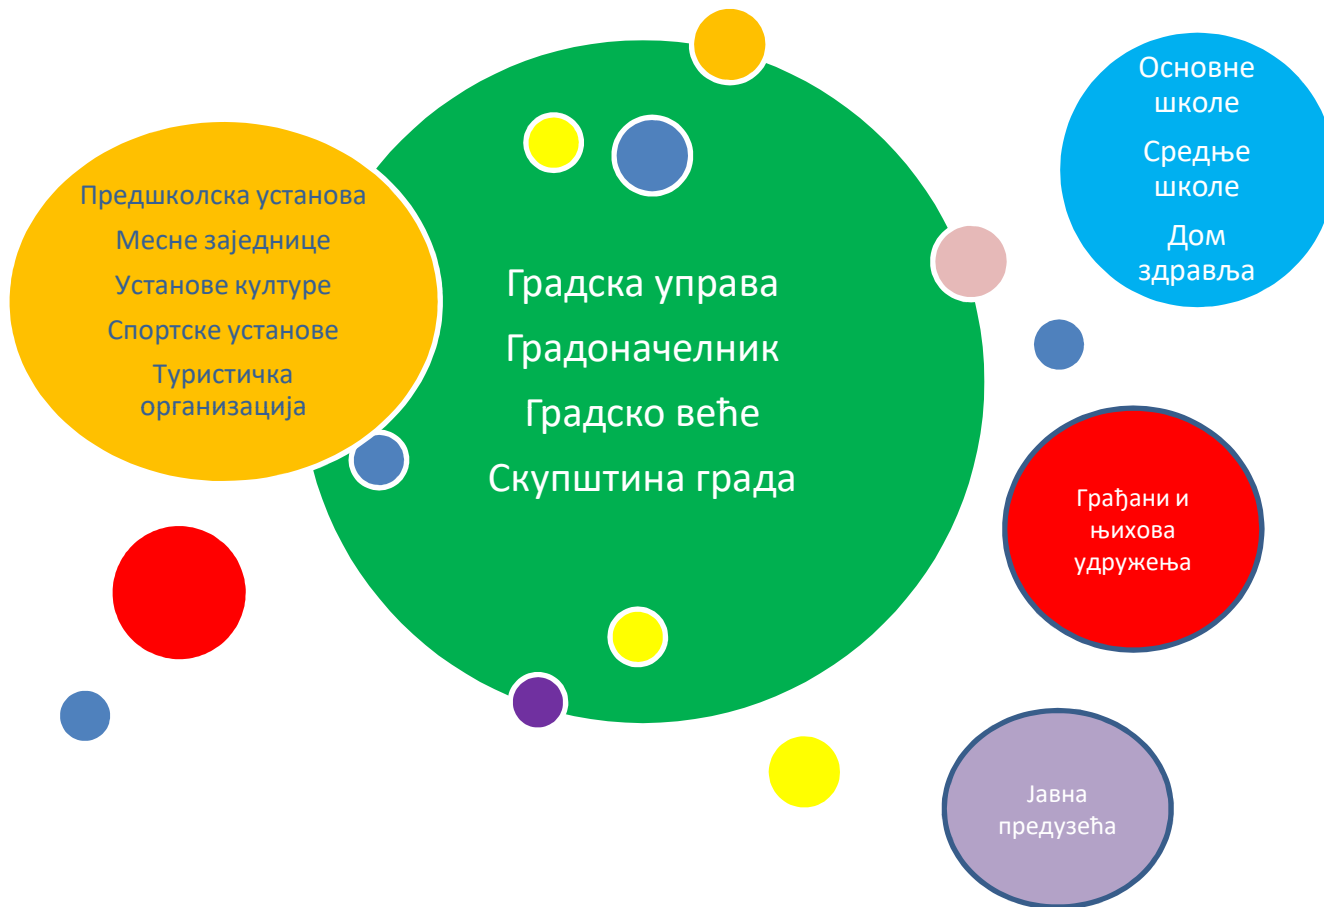 Предшколска установа
Месне заједнице
Установе културе
Спортске установе
Туристичка
организација
Градска управа
Градоначелник
Градско веће
Скупштина града
Основне
школе
Средње
школе
Дом
здравља
Грађани и
њихова
удружења
Јавна
предузећа